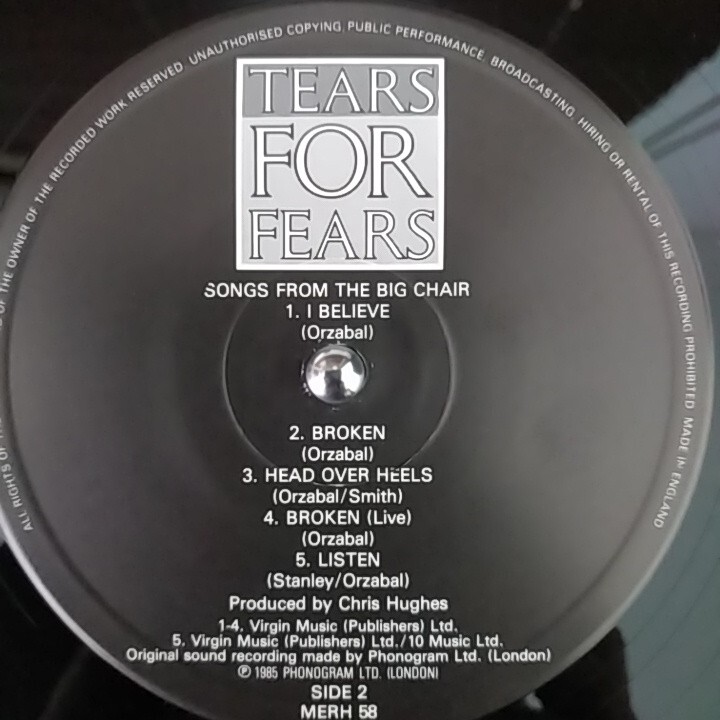 ALL RIGHTS OF THE OWNER OF THE RECORDED WORK RESERVED UNAUTHORISED COPYING, PUBLIC PERFORMANCE, BROADCASTING, HIRING OR RENTAL OF THIS RECORDING PROHIBITED. MADE IN ENGLAND
TEARS
FOR
FEARS
SONGS FROM THE BIG CHAIR
1. I BELIEVE
(Orzabal)
2. BROKEN
(Orzabal)
3. HEAD OVER HEELS
(Orzabal/Smith)
4. BROKEN (Live)
(Orzabal)
5. LISTEN
(Stanley/Orzabal)
Produced by Chris Hughes
1-4. Virgin Music (Publishers) Ltd.
5. Virgin Music (Publishers) Ltd./10 Music Ltd.
Original sound recording made by Phonogram Ltd. (London)
℗ 1985 PHONOGRAM LTD. (LONDON)
SIDE 2
MERH 58